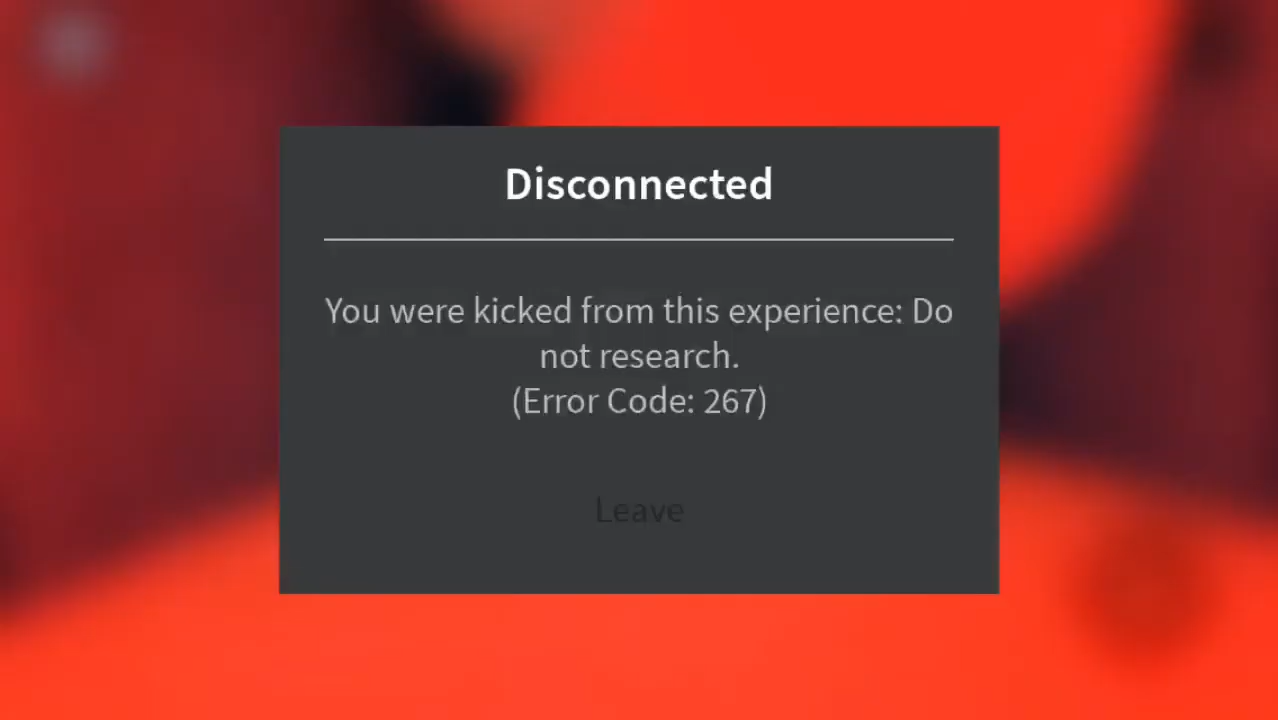 Disconnected
You were kicked from this experience: Do
not research.
(Error Code: 267)
Leave